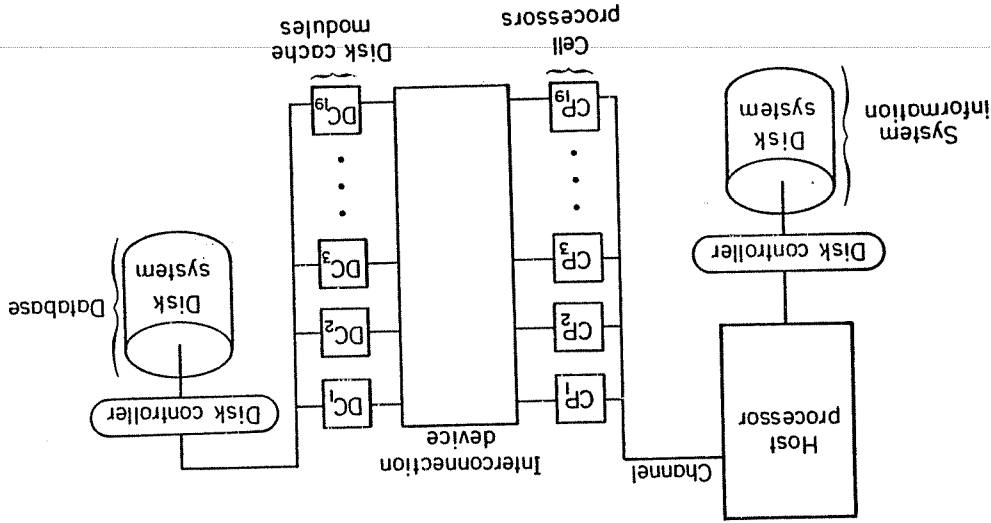 Host
processor
Channel
Interconnection
device
CP1
CP2
CP3
CP19
DC1
DC2
DC3
DC19
Disk controller
Disk controller
Disk
system
Disk
system
System
information
Database
Cell
processors
Disk cache
modules